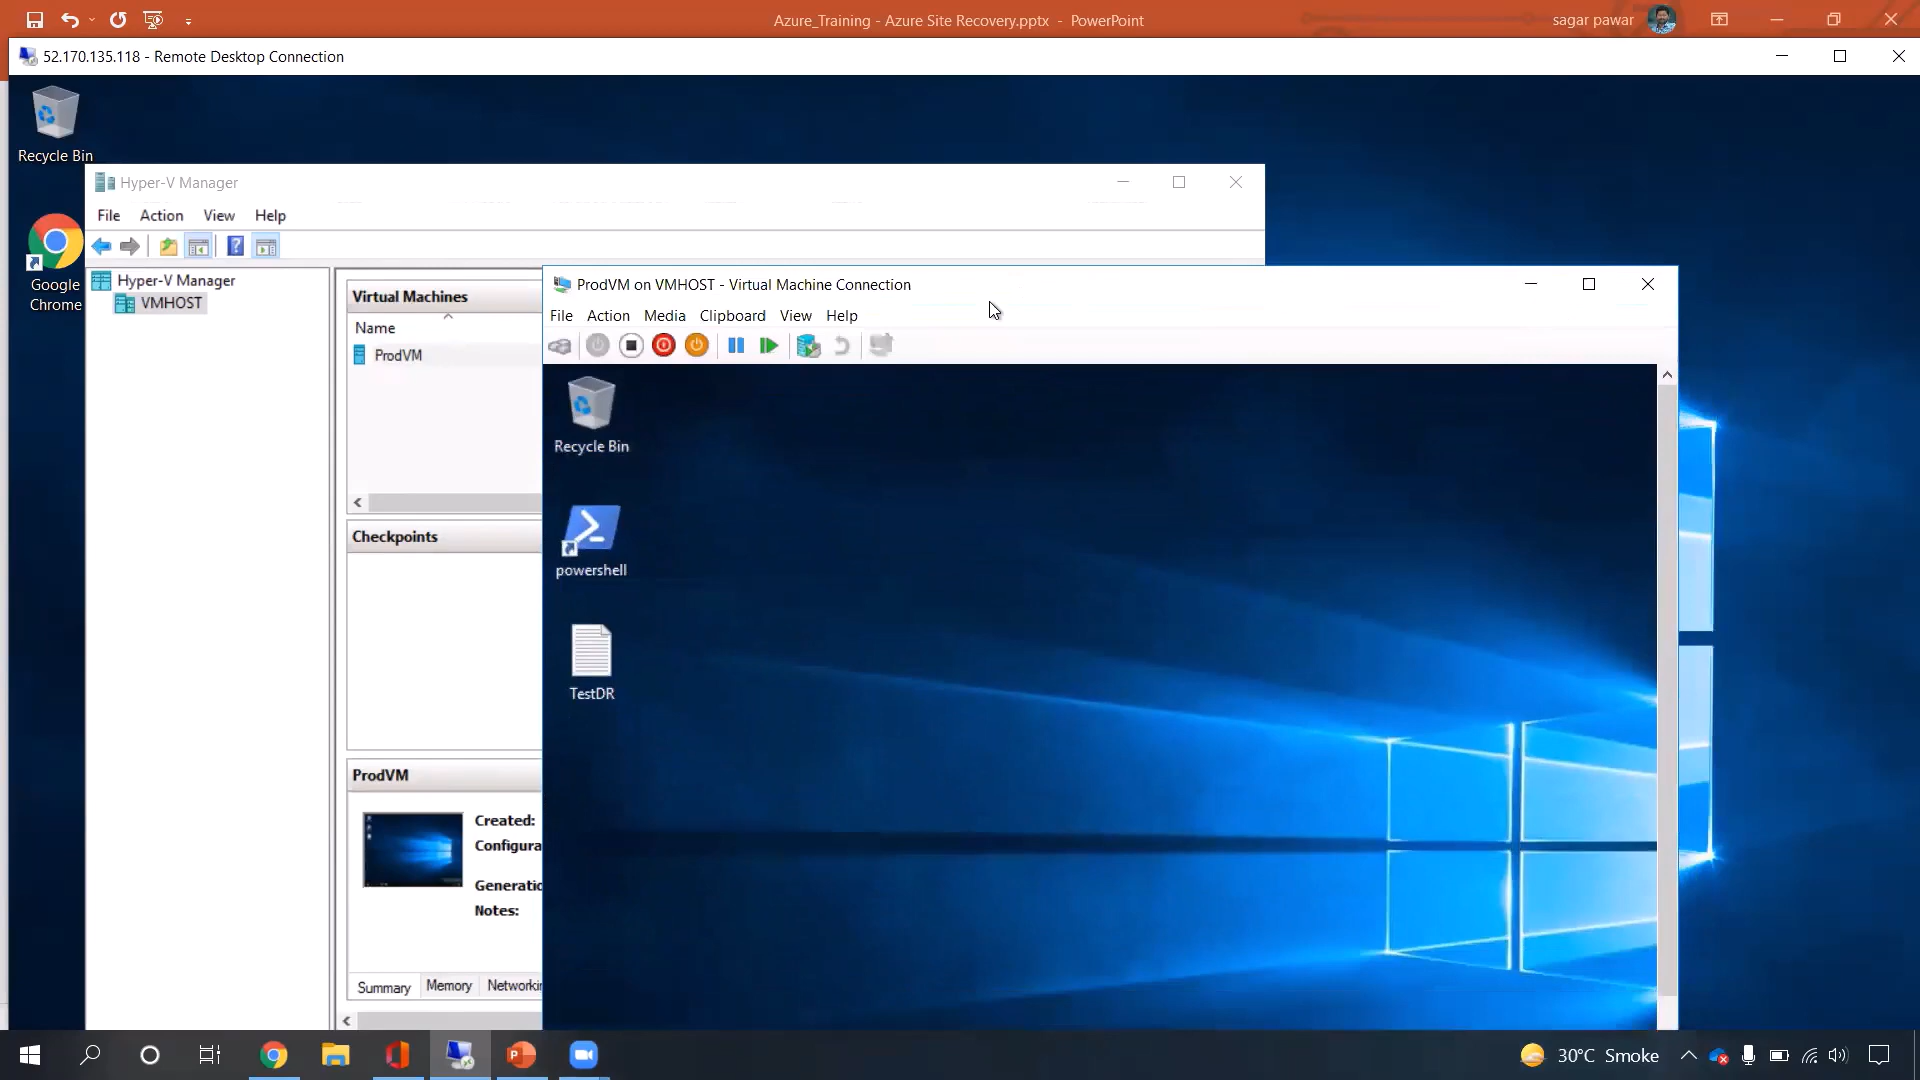 Azure_Training - Azure Site Recovery.pptx - PowerPoint
sagar pawar
52.170.135.118 - Remote Desktop Connection
Recycle Bin
Hyper-V Manager
File Action View Help
Google
Chrome
Hyper-V Manager
VMHOST
Virtual Machines
Name
ProdVM
Checkpoints
ProdVM
Created:
Configura
Generatio
Notes:
Summary Memory Networkin
ProdVM on VMHOST - Virtual Machine Connection
File Action Media Clipboard View Help
Recycle Bin
powershell
TestDR
30°C Smoke